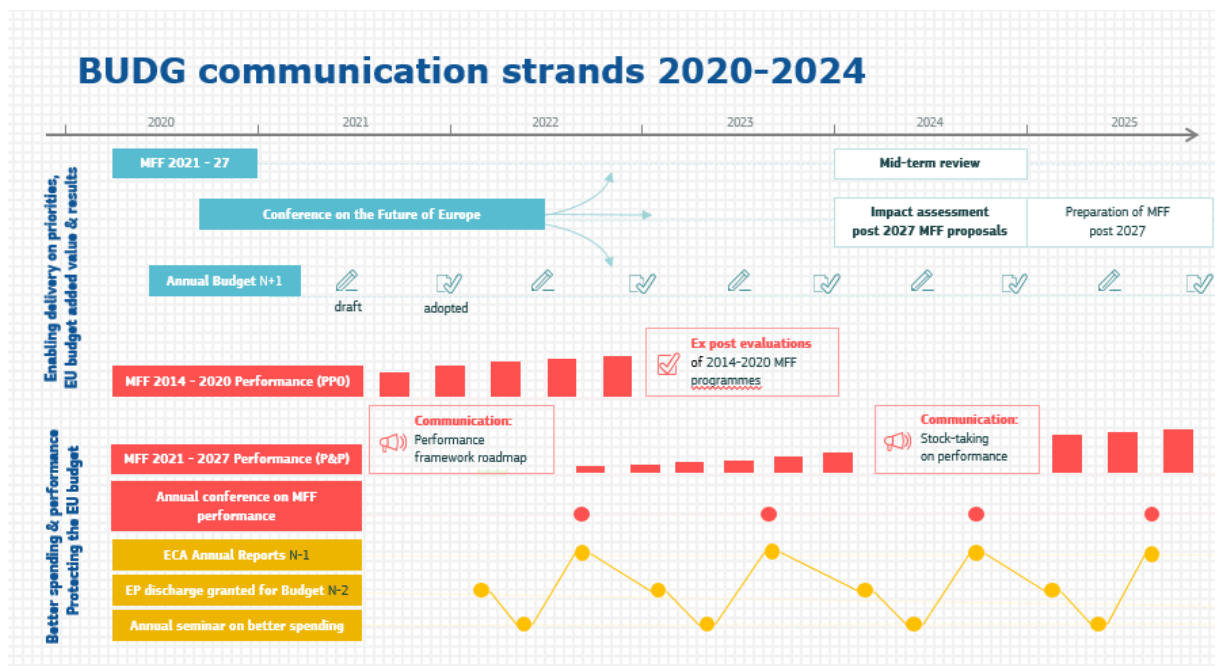 BUDG communication strands 2020-2024
2020 2021 2022 2023 2024 2025
Enabling delivery on priorities,
EU budget added value & results
MFF 2021 - 27
Mid-term review
Conference on the Future of Europe
Impact assessment
post 2027 MFF proposals
Preparation of MFF
post 2027
Annual Budget N+1
draft
adopted
Ex post evaluations
of 2014-2020 MFF
programmes
MFF 2014 - 2020 Performance (PPO)
Better spending & performance
Protecting the EU budget
Communication:
Performance
framework roadmap
Communication:
Stock-taking
on performance
MFF 2021 - 2027 Performance (P&P)
Annual conference on MFF
performance
ECA Annual Reports N-1
EP discharge granted for Budget N-2
Annual seminar on better spending